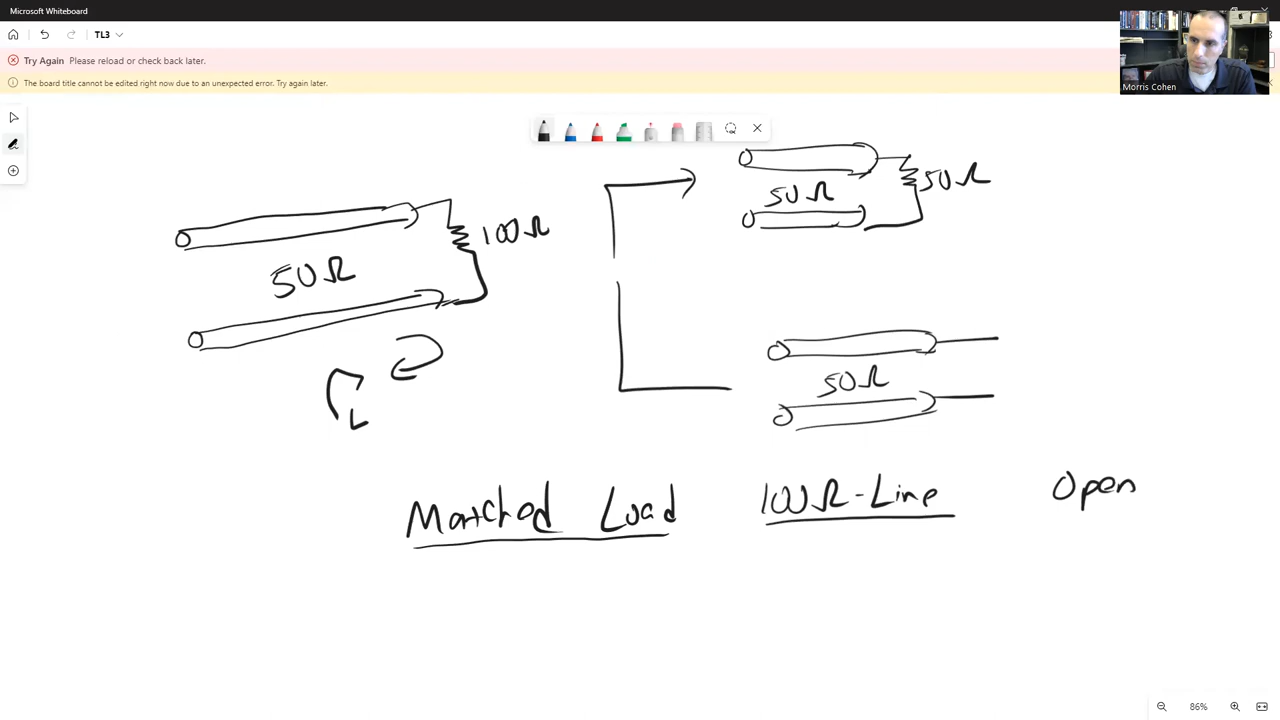 Microsoft Whiteboard
TL3
Try Again Please reload or check back later.
The board title cannot be edited right now due to an unexpected error. Try again later.
Morris Cohen
50Ω
100Ω
50Ω
50Ω
50Ω
Matched Load
100Ω-Line
Open
86%